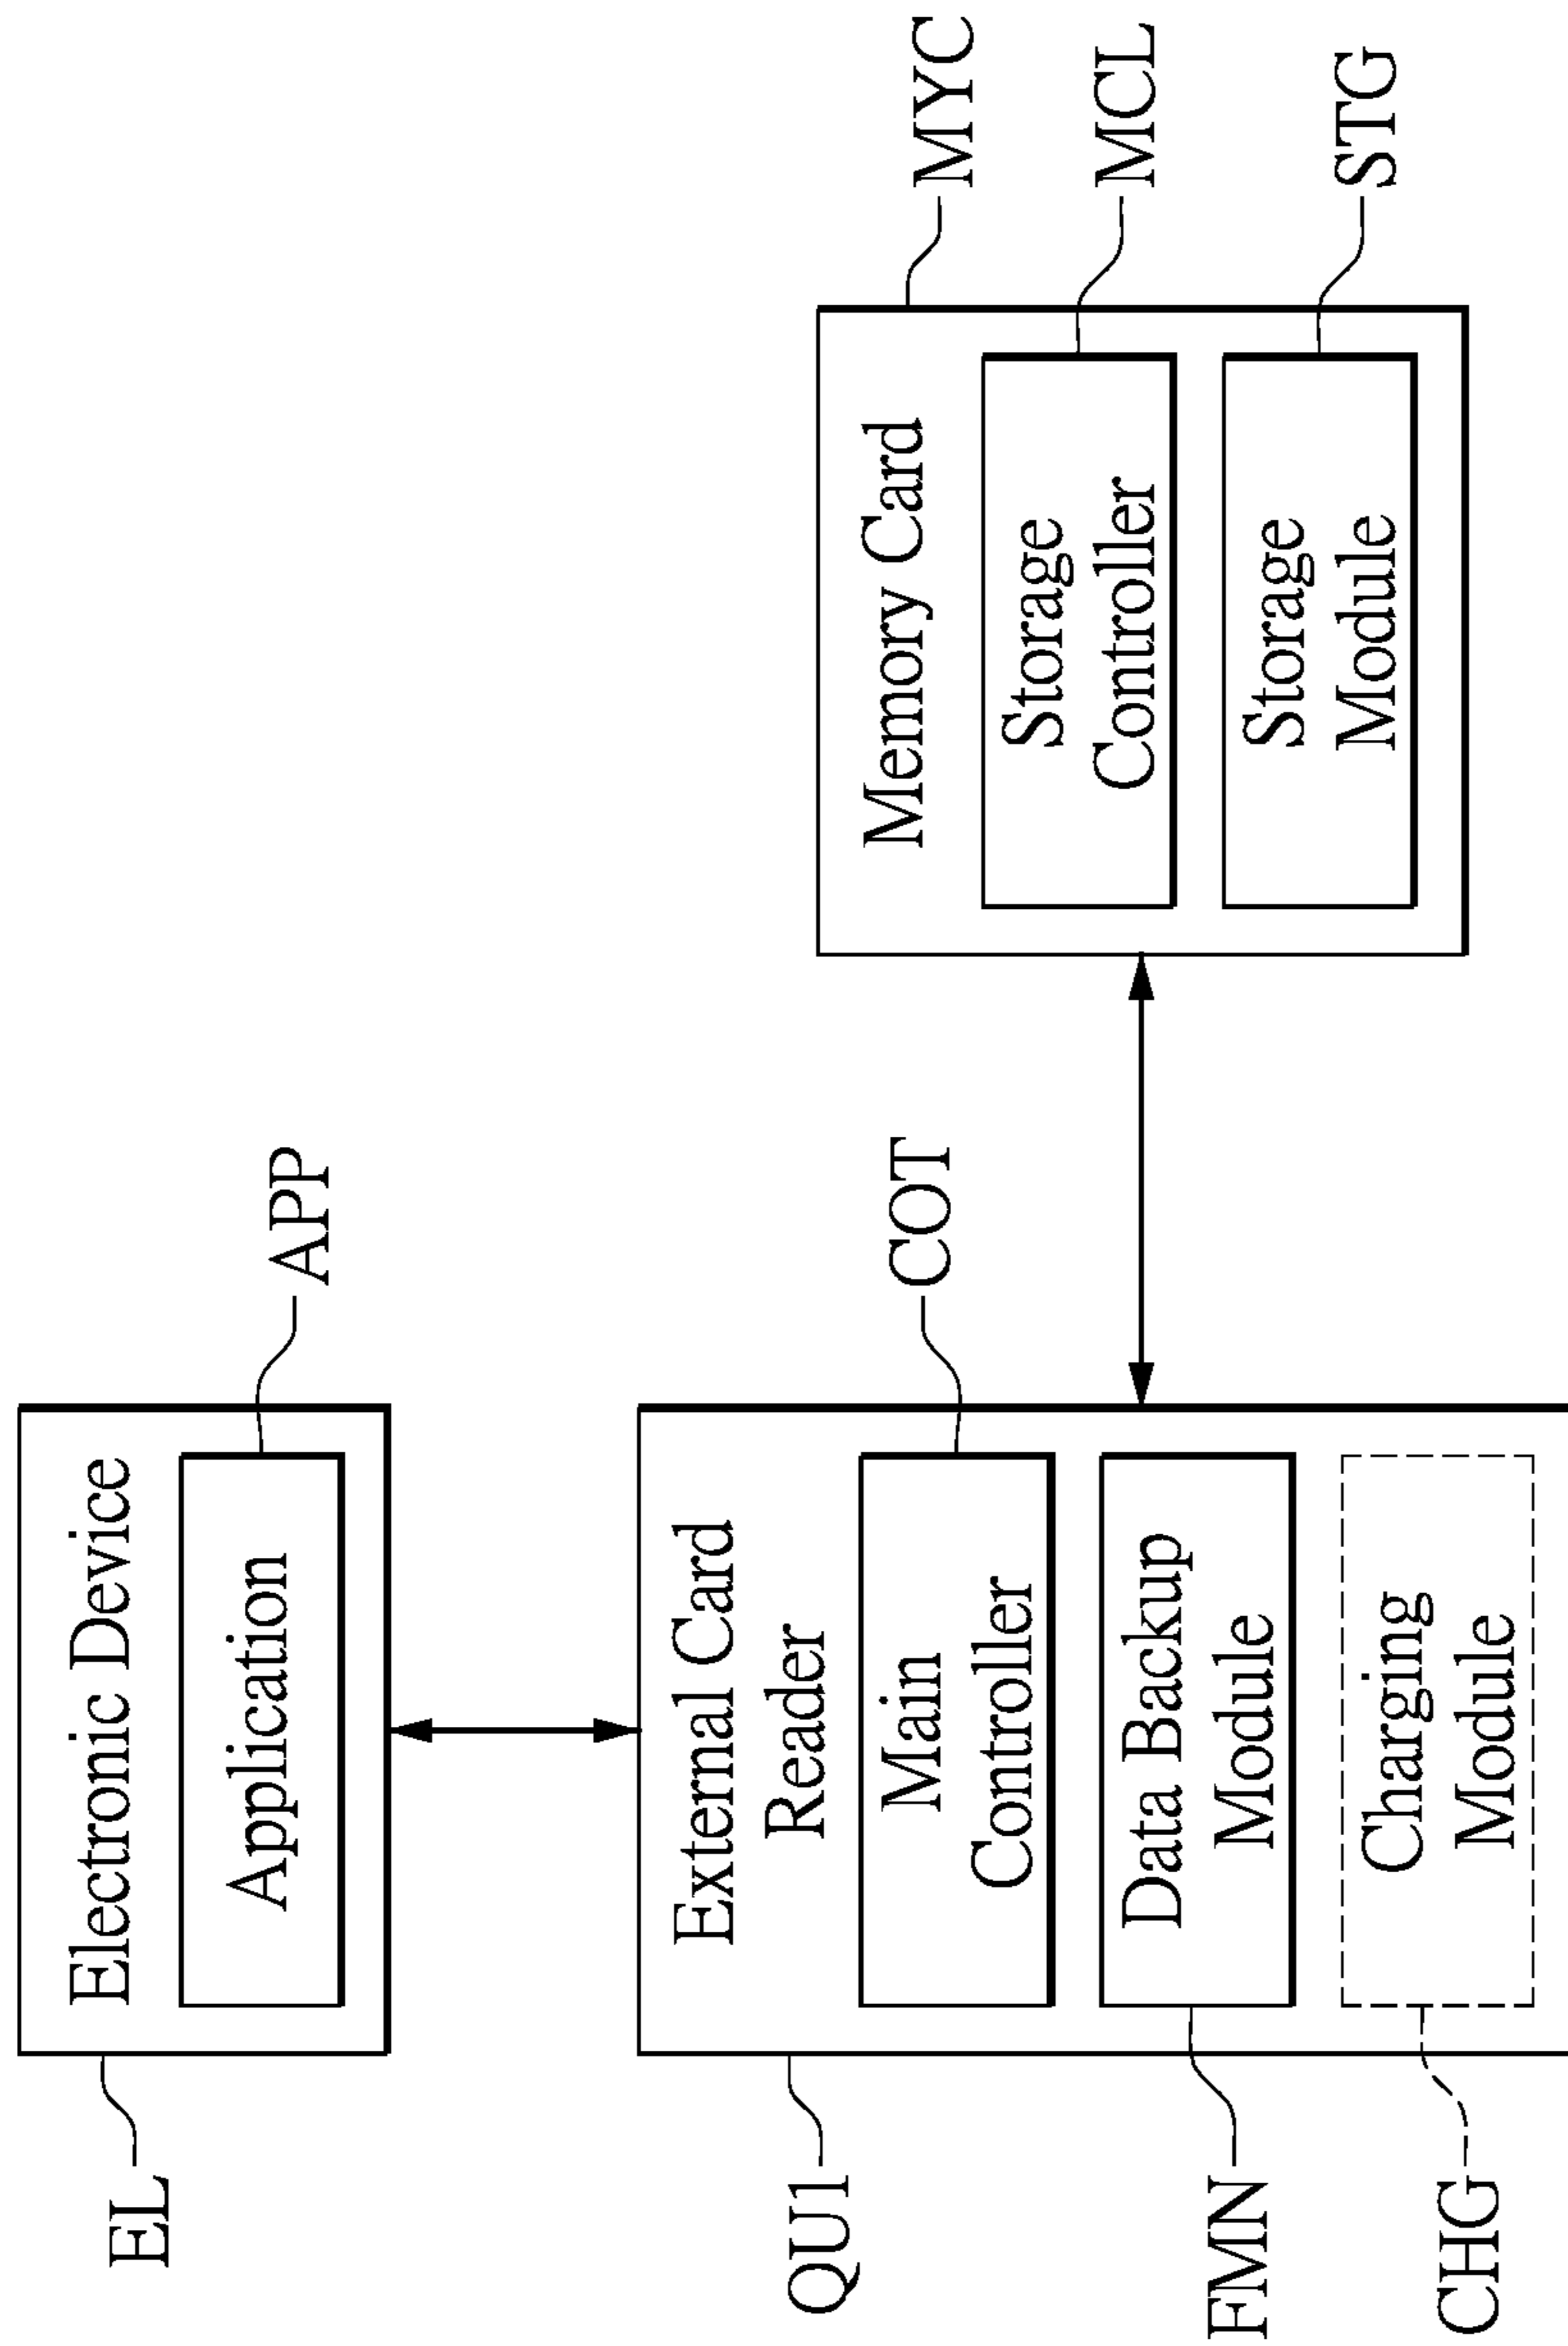 EL
Electronic Device
Application
APP
QU1
External Card
Reader
Main
Controller
COT
Data Backup
Module
FMN
Charging
Module
CHG
Memory Card
MYC
Storage
Controller
MCL
Storage
Module
STG